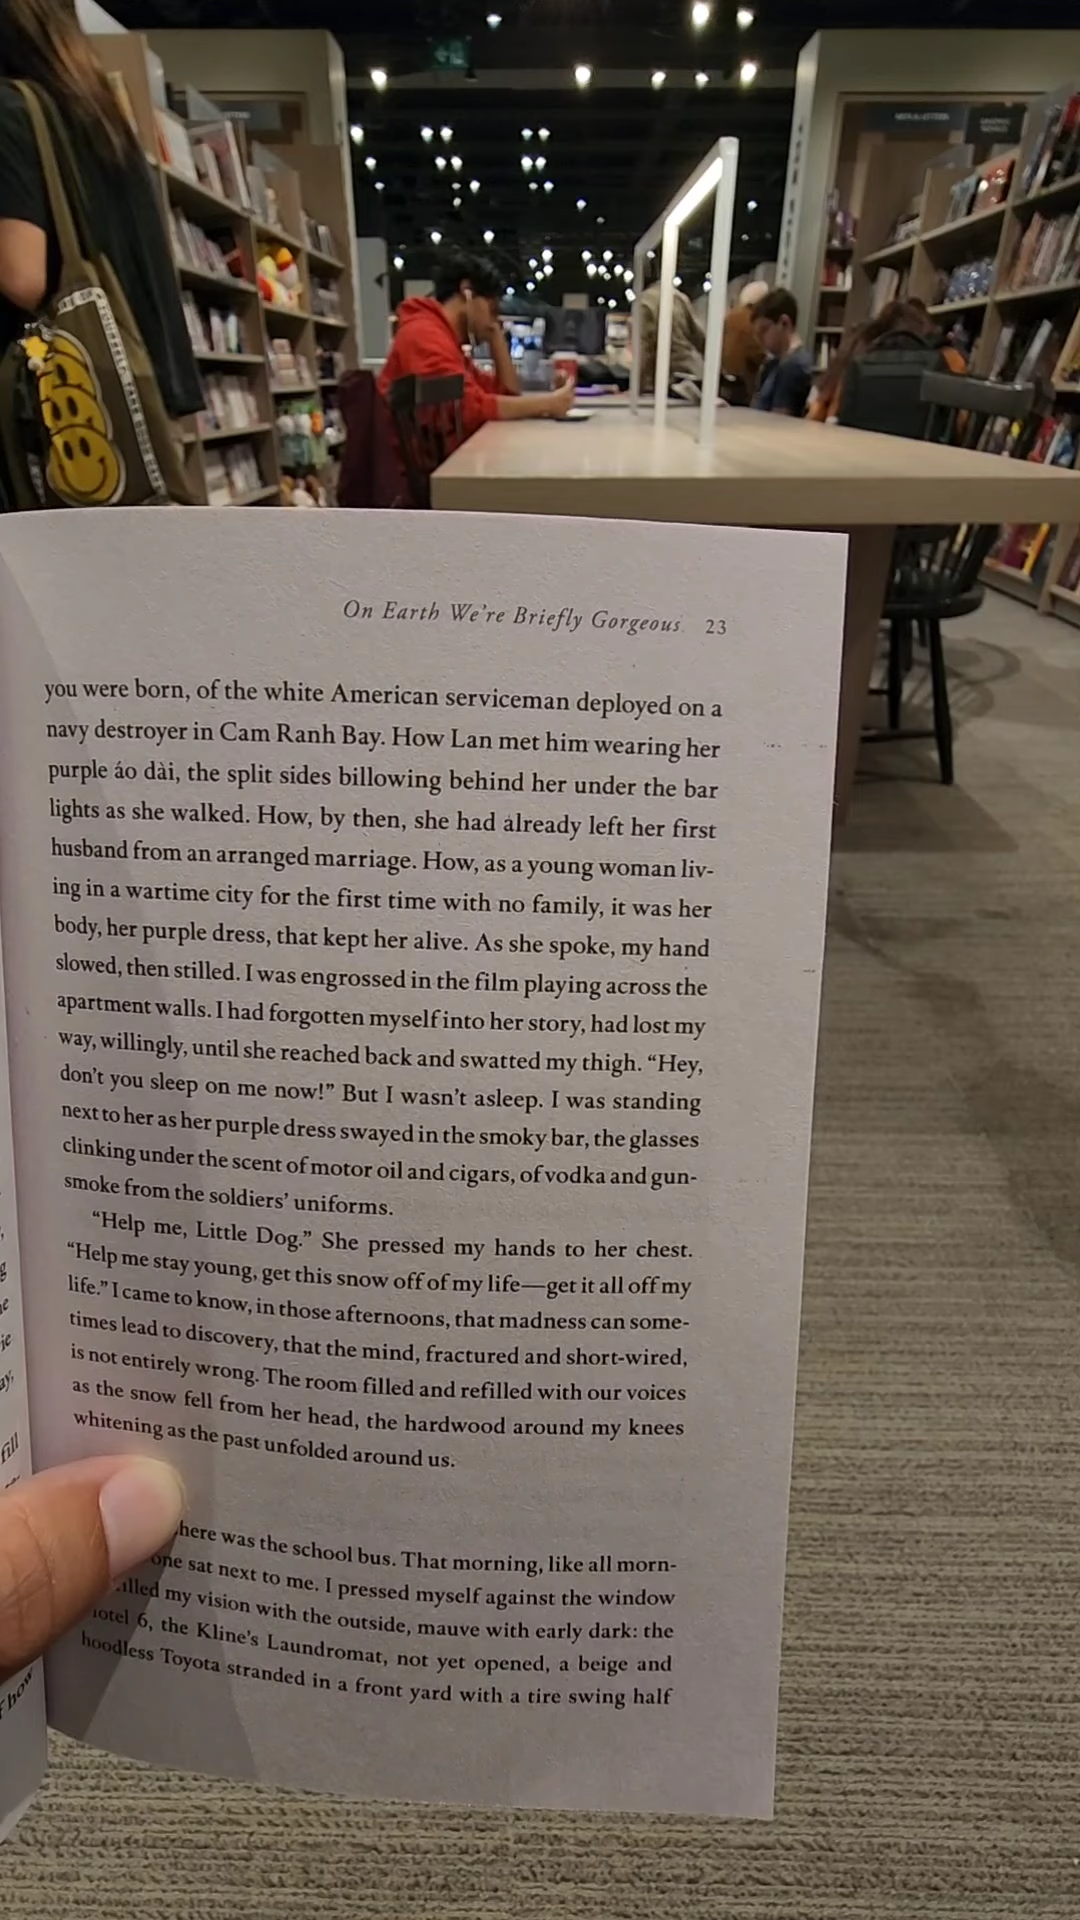 On Earth We're Briefly Gorgeous 23
you were born, of the white American serviceman deployed on a
navy destroyer in Cam Ranh Bay. How Lan met him wearing her
purple áo dài, the split sides billowing behind her under the bar
lights as she walked. How, by then, she had already left her first
husband from an arranged marriage. How, as a young woman liv-
ing in a wartime city for the first time with no family, it was her
body, her purple dress, that kept her alive. As she spoke, my hand
slowed, then stilled. I was engrossed in the film playing across the
apartment walls. I had forgotten myself into her story, had lost my
way, willingly, until she reached back and swatted my thigh. “Hey,
don't you sleep on me now!” But I wasn't asleep. I was standing
next to her as her purple dress swayed in the smoky bar, the glasses
clinking under the scent of motor oil and cigars, of vodka and gun-
smoke from the soldiers' uniforms.
“Help me, Little Dog.” She pressed my hands to her chest.
“Help me stay young, get this snow off of my life—get it all off my
life.” I came to know, in those afternoons, that madness can some-
times lead to discovery, that the mind, fractured and short-wired,
is not entirely wrong. The room filled and refilled with our voices
as the snow fell from her head, the hardwood around my knees
whitening as the past unfolded around us.
was the school bus. That morning, like all morn-
sat next to me. I pressed myself against the window
my vision with the outside, mauve with early dark: the
6, the Kline's Laundromat, not yet opened, a beige and
hoodless Toyota stranded in a front yard with a tire swing half